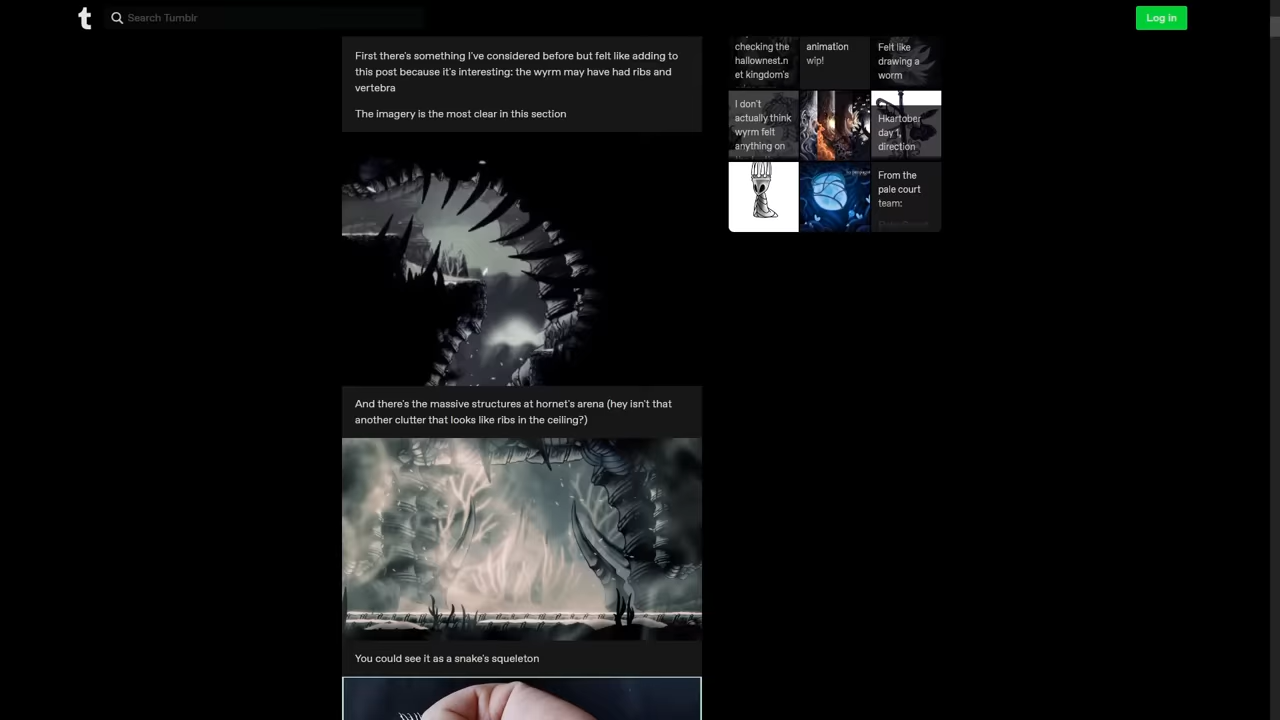 t
Search Tumblr
Log in
First there's something I've considered before but felt like adding to
this post because it's interesting: the wyrm may have had ribs and
vertebra
The imagery is the most clear in this section
And there's the massive structures at hornet's arena (hey isn't that
another clutter that looks like ribs in the ceiling?)
You could see it as a snake's squeleton
checking the
hallownest.n
et kingdom's
animation
wip!
Felt like
drawing a
worm
I don't
actually think
wyrm felt
anything on
Hkartober
day 1,
direction
From the
pale court
team: